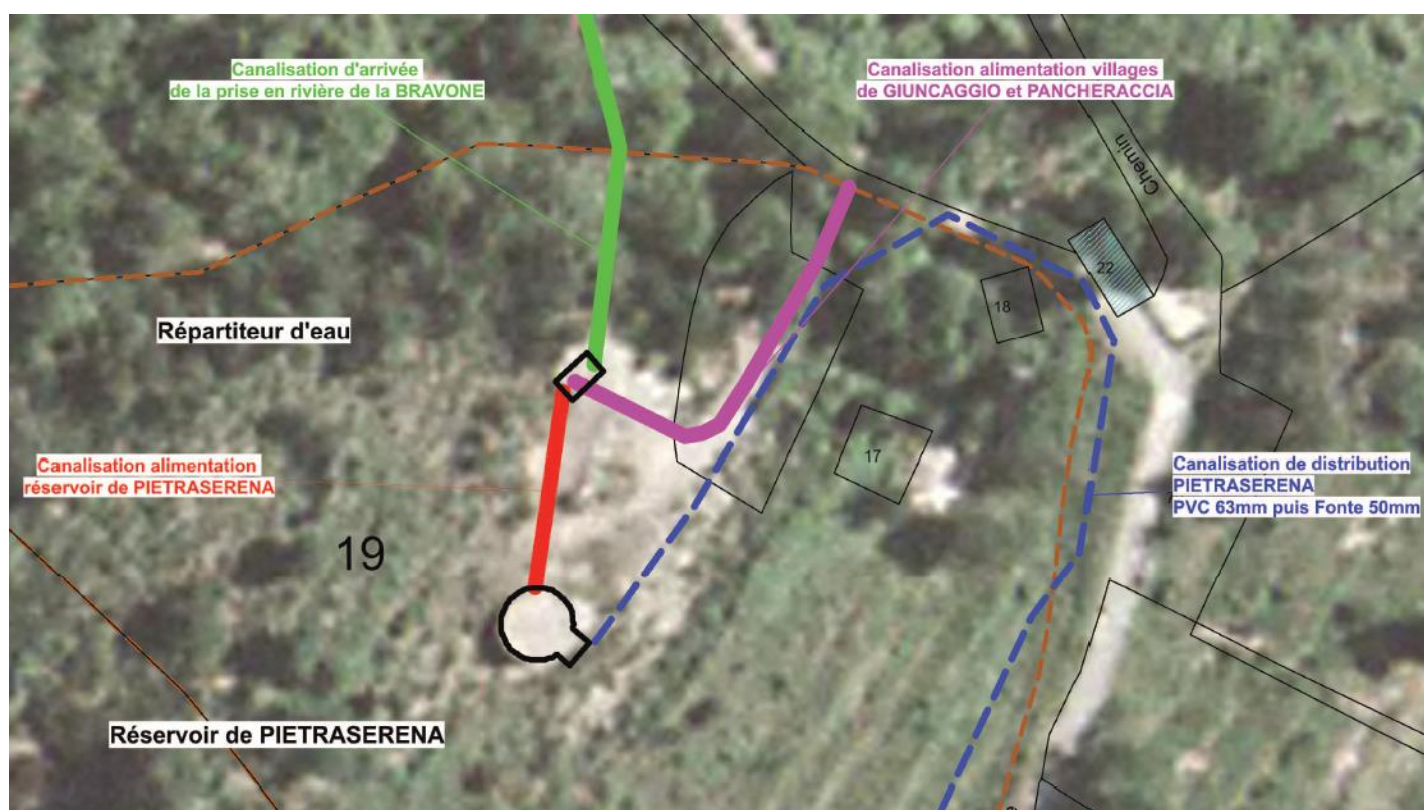 Canalisation d'arrivée
de la prise en rivière de la BRAVONE
Canalisation alimentation villages
de GIUNCAGGIO et PANCHERACCIA
Chemin
22
18
Répartiteur d'eau
17
Canalisation alimentation
réservoir de PIETRASERENA
Canalisation de distribution
PIETRASERENA
PVC 63mm puis Fonte 50mm
19
Réservoir de PIETRASERENA